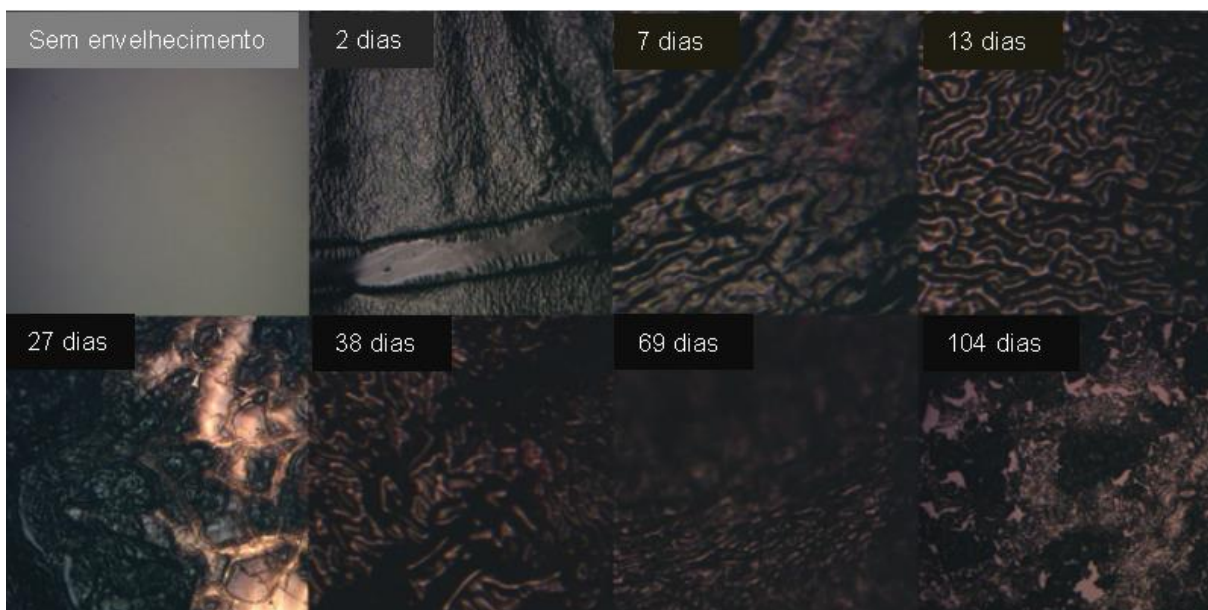 Sem envelhecimento
2 dias
7 dias
13 dias
27 dias
38 dias
69 dias
104 dias